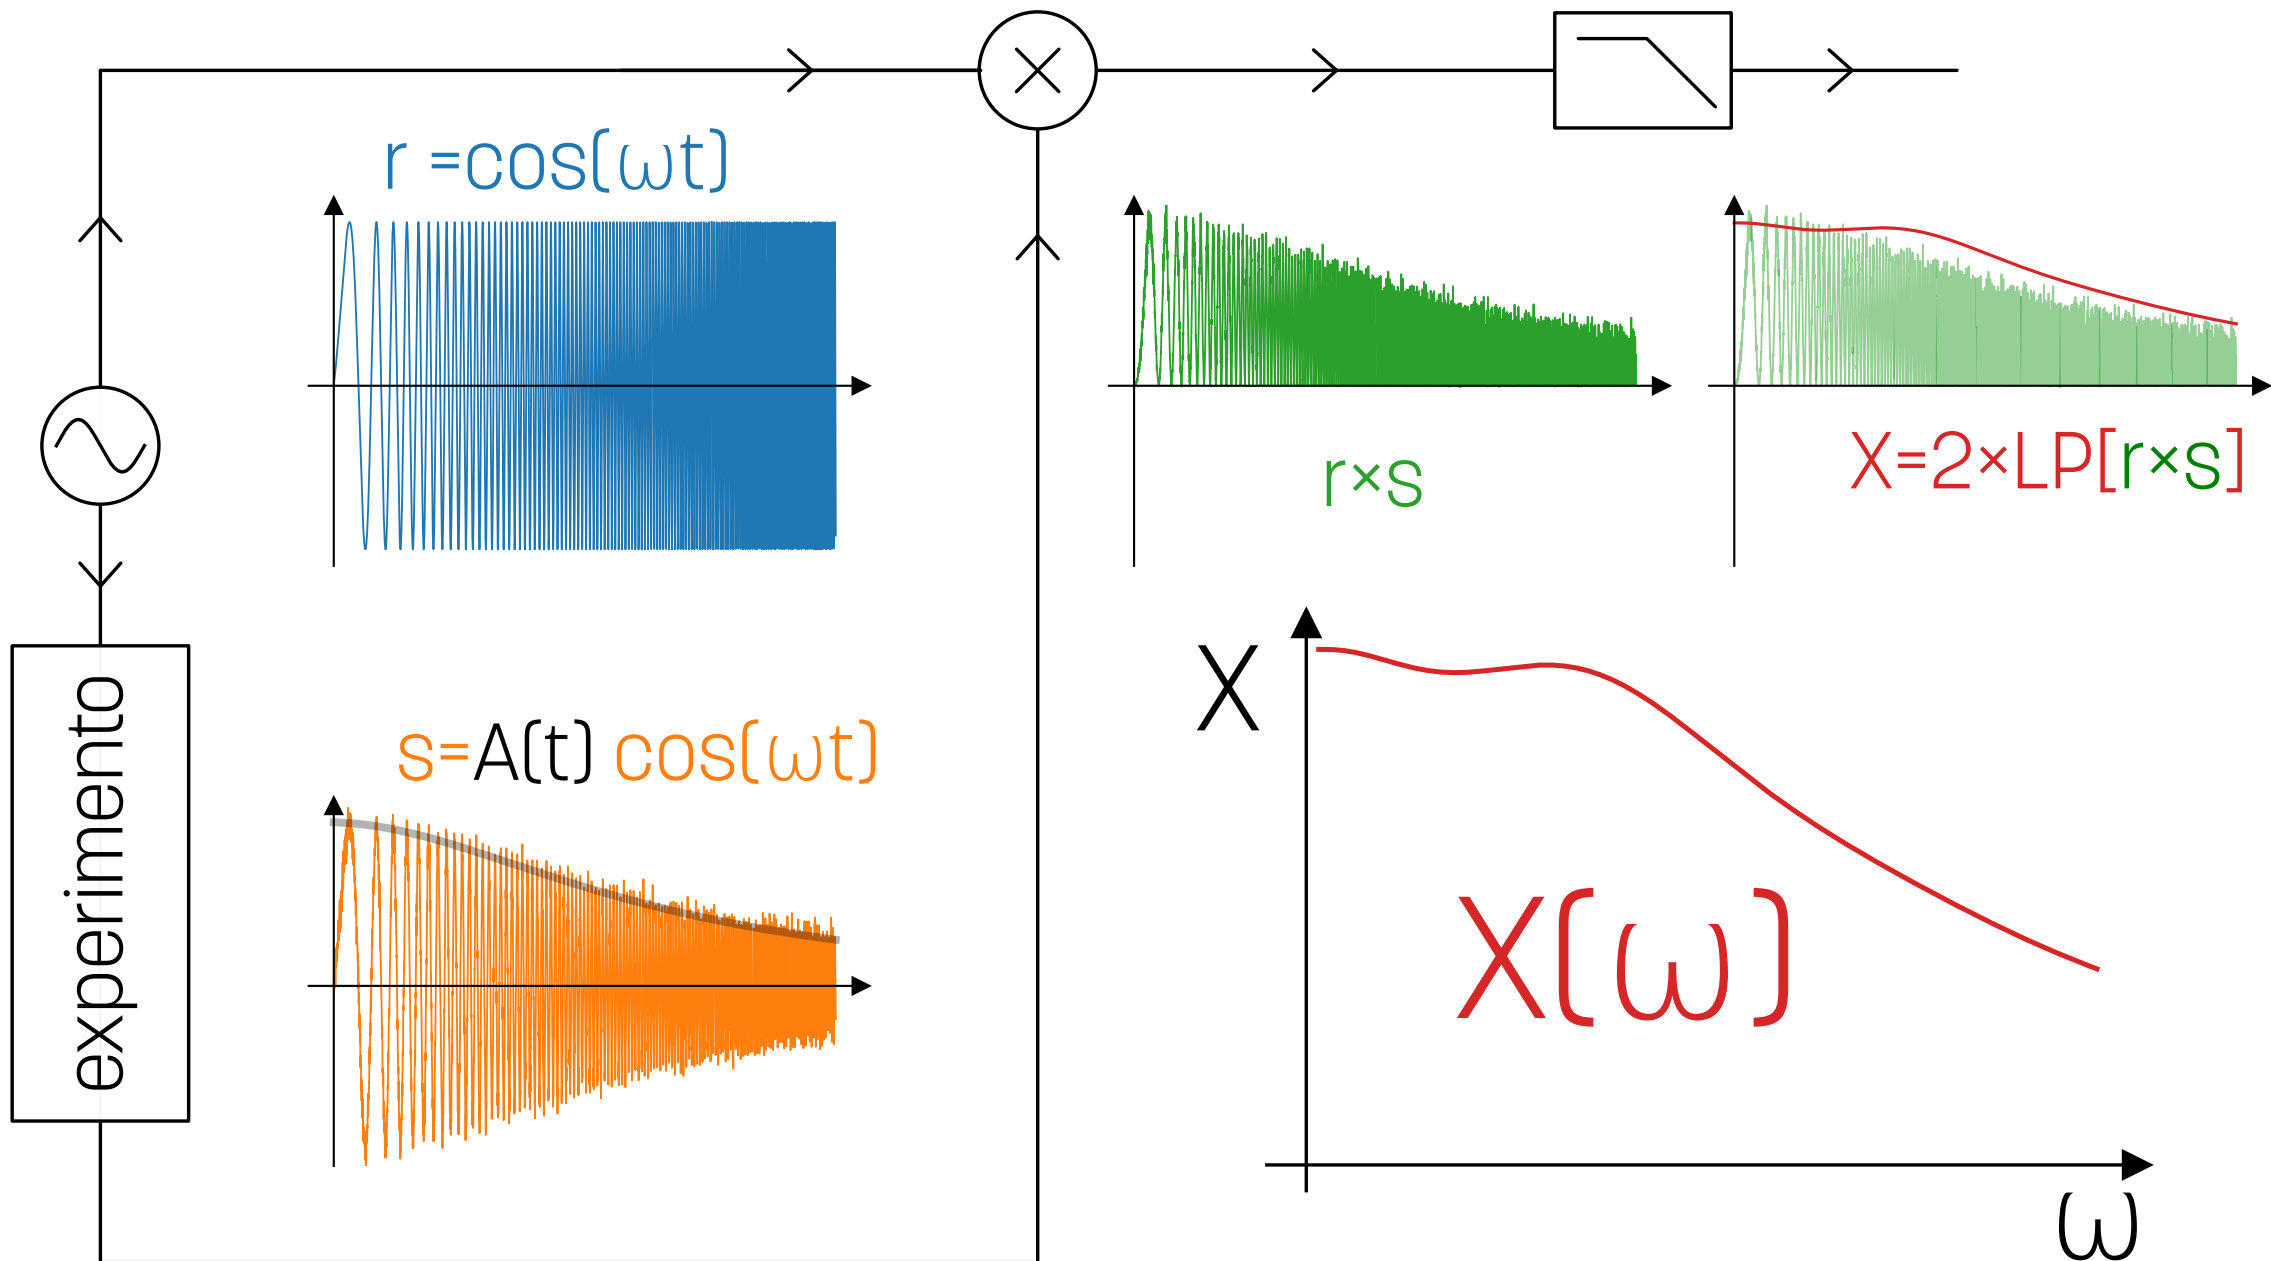 r =cos(ωt)
r×s
X=2×LP[r×s]
experimento
s=A(t) cos(ωt)
X
X(ω)
ω